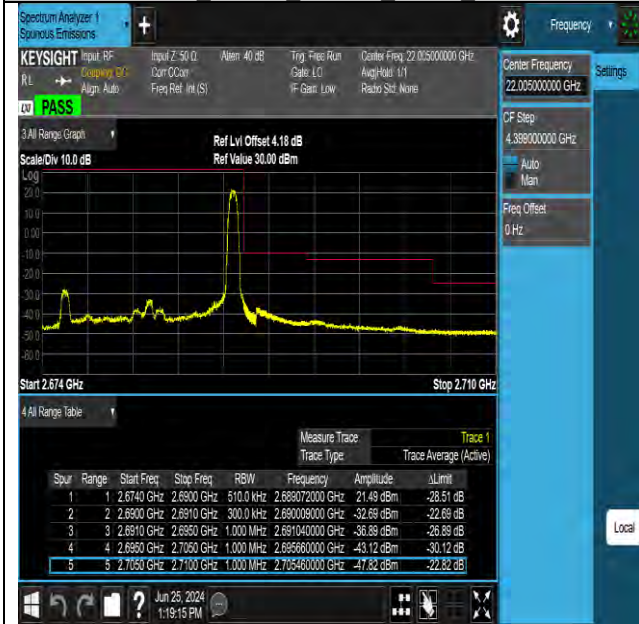 Spectrum Analyzer 1
Spurious Emissions
+
Frequency
KEYSIGHT Input: RF Input Z: 50 Ω Atten: 40 dB Trig: Free Run Center Freq: 22.005000000 GHz
RL Coupling: DC Corr CCorr Gate: LO Avg|Hold: 1/1
Align: Auto Freq Ref: Int (S) IF Gain: Low Radio Std: None
LXI PASS
Center Frequency
22.005000000 GHz
Settings
CF Step
4.399000000 GHz
Auto
Man
Freq Offset
0 Hz
3 All Range Graph
Ref Lvl Offset 4.18 dB
Scale/Div 10.0 dB Ref Value 30.00 dBm
Log
20.0
10.0
0.00
-10.0
-20.0
-30.0
-40.0
-50.0
-60.0
Start 2.674 GHz Stop 2.710 GHz
4 All Range Table
Measure Trace Trace 1
Trace Type Trace Average (Active)
Spur Range Start Freq Stop Freq RBW Frequency Amplitude ΔLimit
1 1 2.6740 GHz 2.6900 GHz 510.0 kHz 2.689072000 GHz 21.49 dBm -28.51 dB
2 2 2.6900 GHz 2.6910 GHz 300.0 kHz 2.690009000 GHz -32.69 dBm -22.69 dB
3 3 2.6910 GHz 2.6950 GHz 1.000 MHz 2.691040000 GHz -36.89 dBm -26.89 dB
4 4 2.6950 GHz 2.7050 GHz 1.000 MHz 2.695660000 GHz -43.12 dBm -30.12 dB
5 5 2.7050 GHz 2.7100 GHz 1.000 MHz 2.705460000 GHz -47.82 dBm -22.82 dB
Local
? Jun 25, 2024
1:19:15 PM